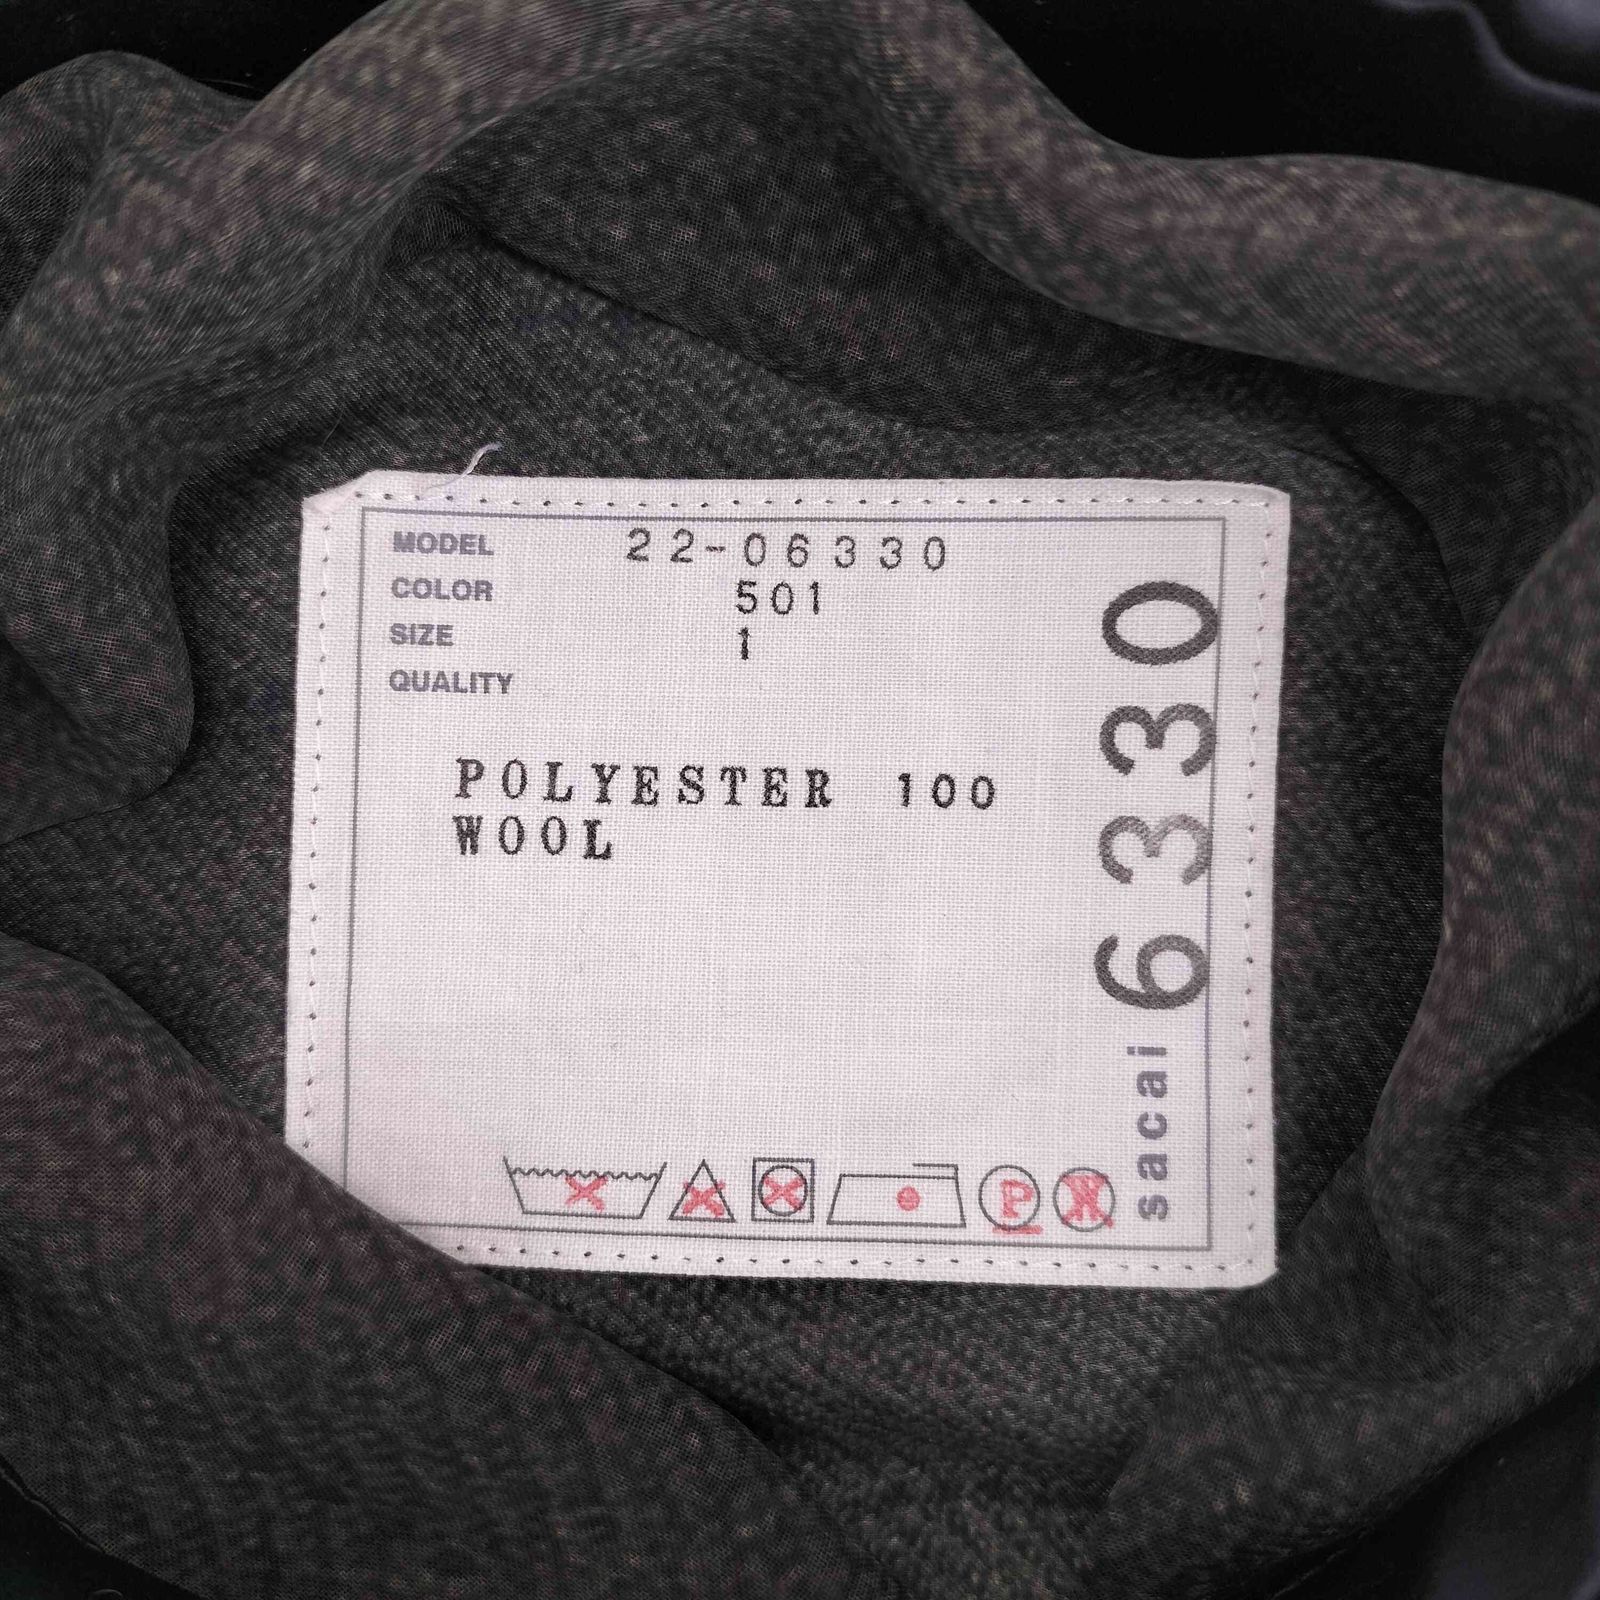 MODEL 22-06330
COLOR 501
SIZE 1
QUALITY
POLYESTER 100
WOOL
P
W
sacai 6330